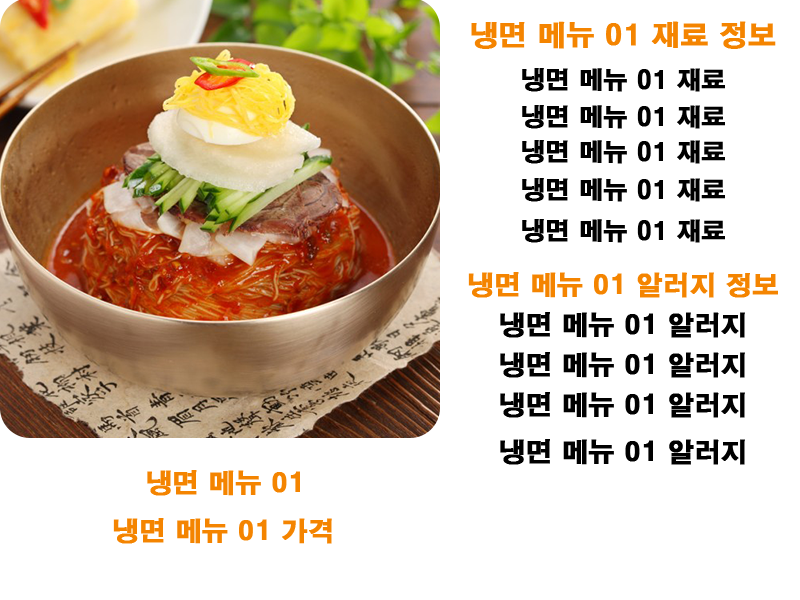 냉면 메뉴 01 재료 정보
냉면 메뉴 01 재료
냉면 메뉴 01 재료
냉면 메뉴 01 재료
냉면 메뉴 01 재료
냉면 메뉴 01 재료
냉면 메뉴 01 알러지 정보
냉면 메뉴 01 알러지
냉면 메뉴 01 알러지
냉면 메뉴 01 알러지
냉면 메뉴 01 알러지
냉면 메뉴 01
냉면 메뉴 01 가격